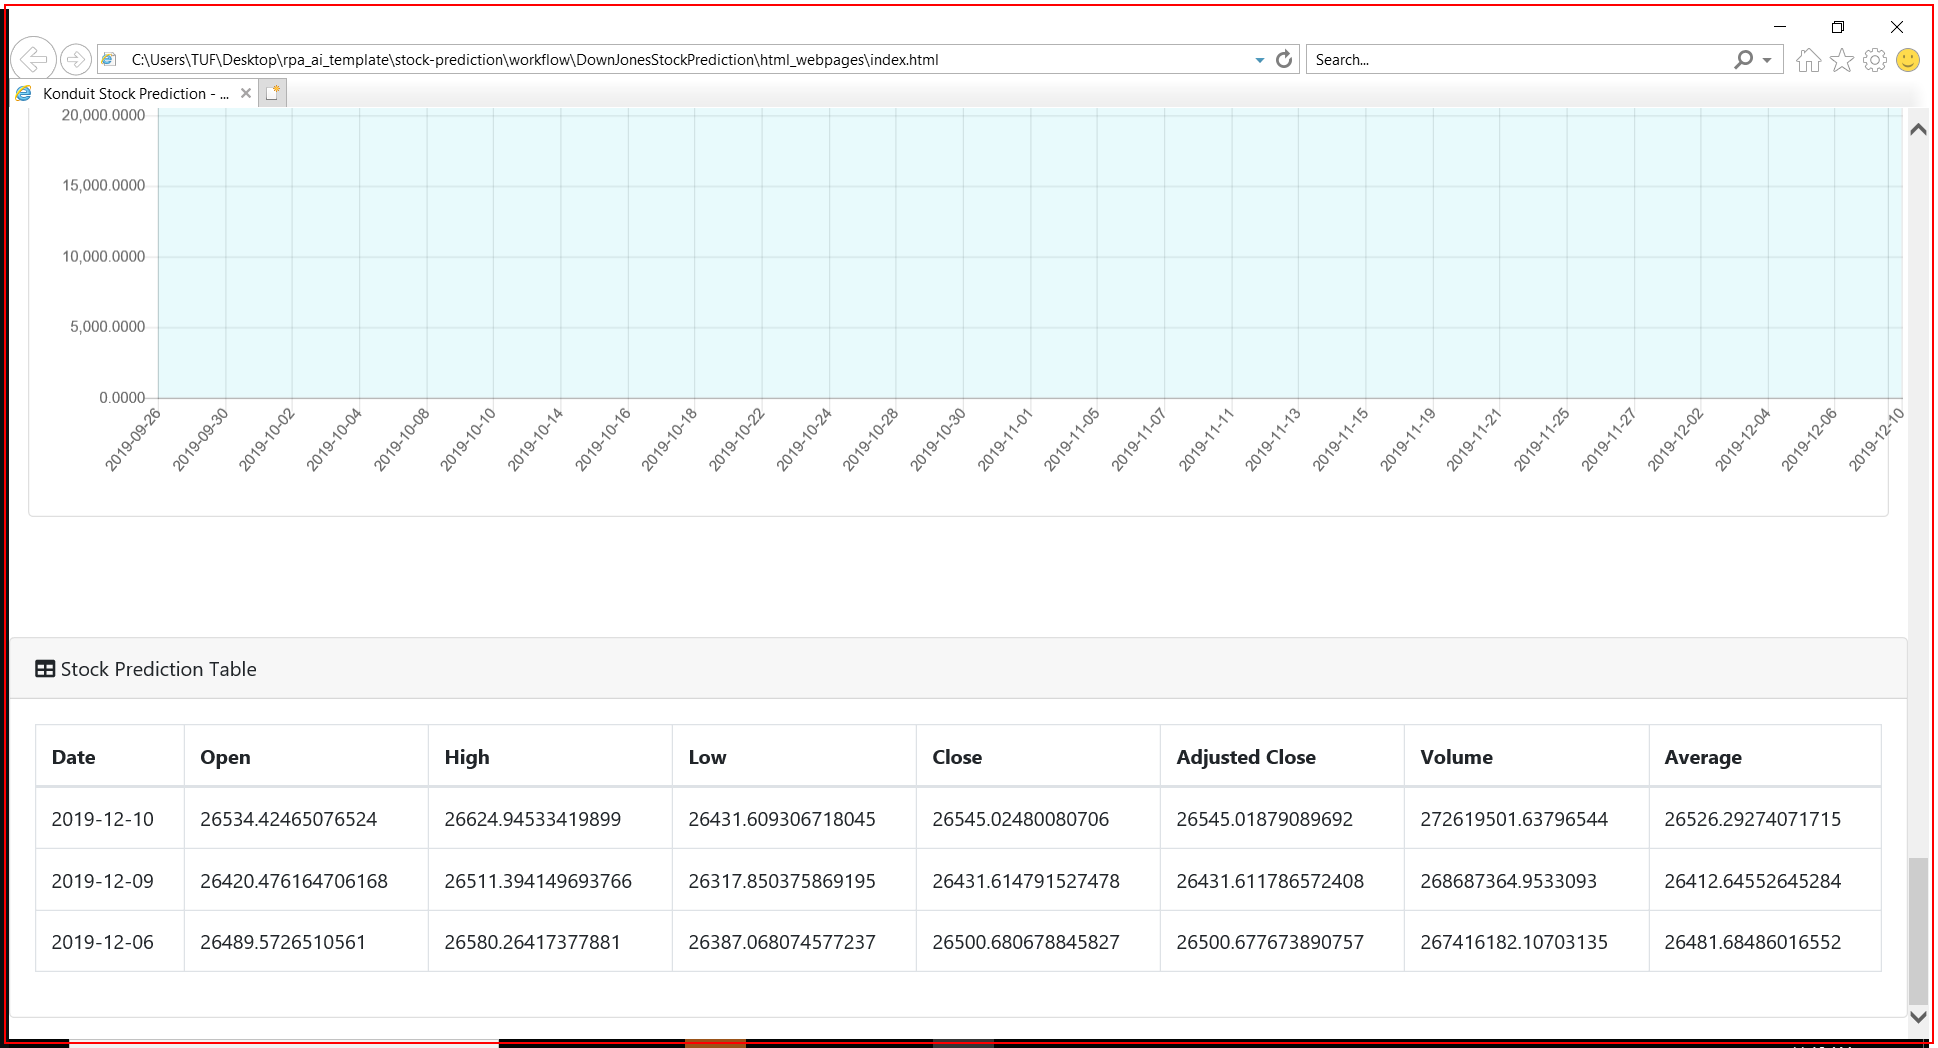 C:\Users\TUF\Desktop\rpa_ai_template\stock-prediction\workflow\DownJonesStockPrediction\html_webpages\index.html
Search...
Konduit Stock Prediction - ...
20,000.0000
15,000.0000
10,000.0000
5,000.0000
0.0000
2019-09-26 2019-09-30 2019-10-02 2019-10-04 2019-10-08 2019-10-10 2019-10-14 2019-10-16 2019-10-18 2019-10-22 2019-10-24 2019-10-28 2019-10-30 2019-11-01 2019-11-05 2019-11-07 2019-11-11 2019-11-13 2019-11-15 2019-11-19 2019-11-21 2019-11-25 2019-11-27 2019-12-02 2019-12-04 2019-12-06 2019-12-10
Stock Prediction Table
Date Open High Low Close Adjusted Close Volume Average
2019-12-10 26534.42465076524 26624.94533419899 26431.609306718045 26545.02480080706 26545.01879089692 272619501.63796544 26526.29274071715
2019-12-09 26420.476164706168 26511.394149693766 26317.850375869195 26431.614791527478 26431.611786572408 268687364.9533093 26412.64552645284
2019-12-06 26489.5726510561 26580.26417377881 26387.068074577237 26500.680678845827 26500.677673890757 267416182.10703135 26481.68486016552